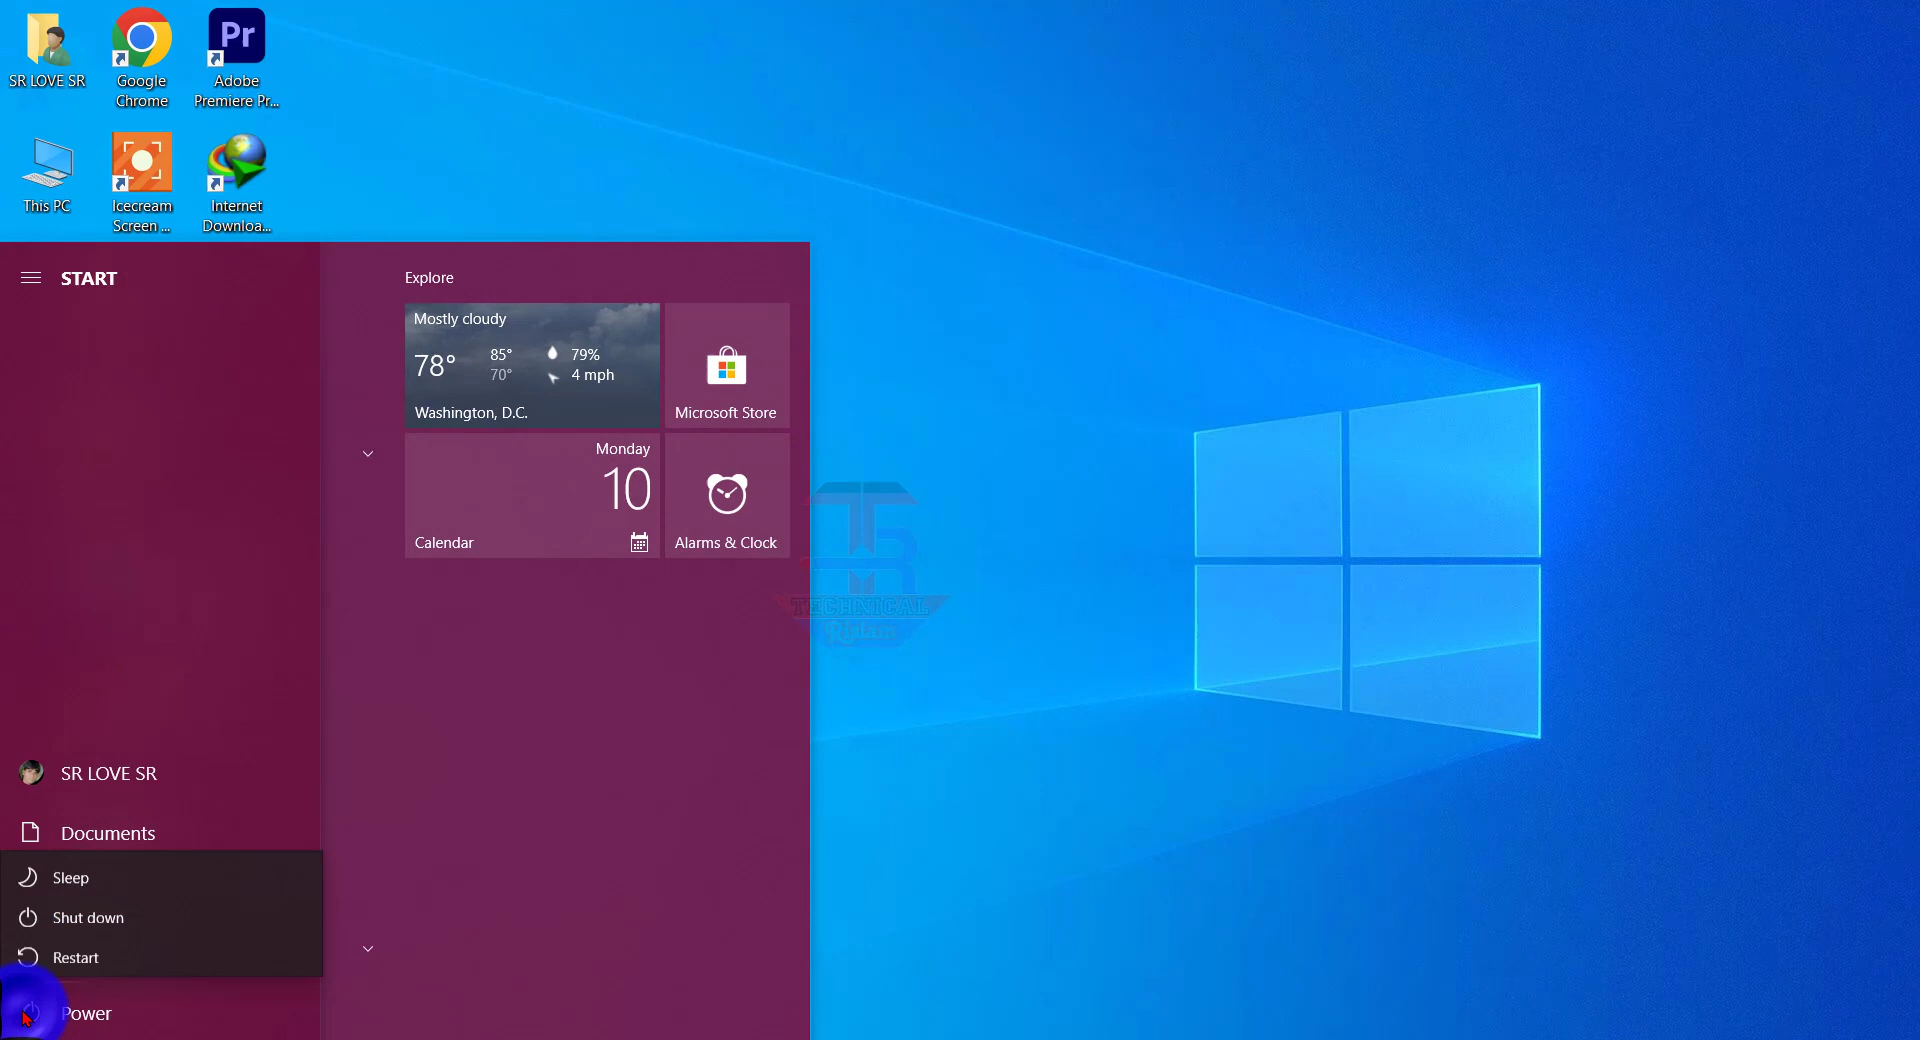 SR LOVE SR
Google
Chrome
Pr
Adobe
Premiere Pr...
This PC
Icecream
Screen ...
Internet
Downloa...
START
Explore
Mostly cloudy
78°
85°
70°
79%
4 mph
Washington, D.C.
Microsoft Store
Monday
10
Calendar
Alarms & Clock
TECHNICAL
SR LOVE SR
Documents
Sleep
Shut down
Restart
Power